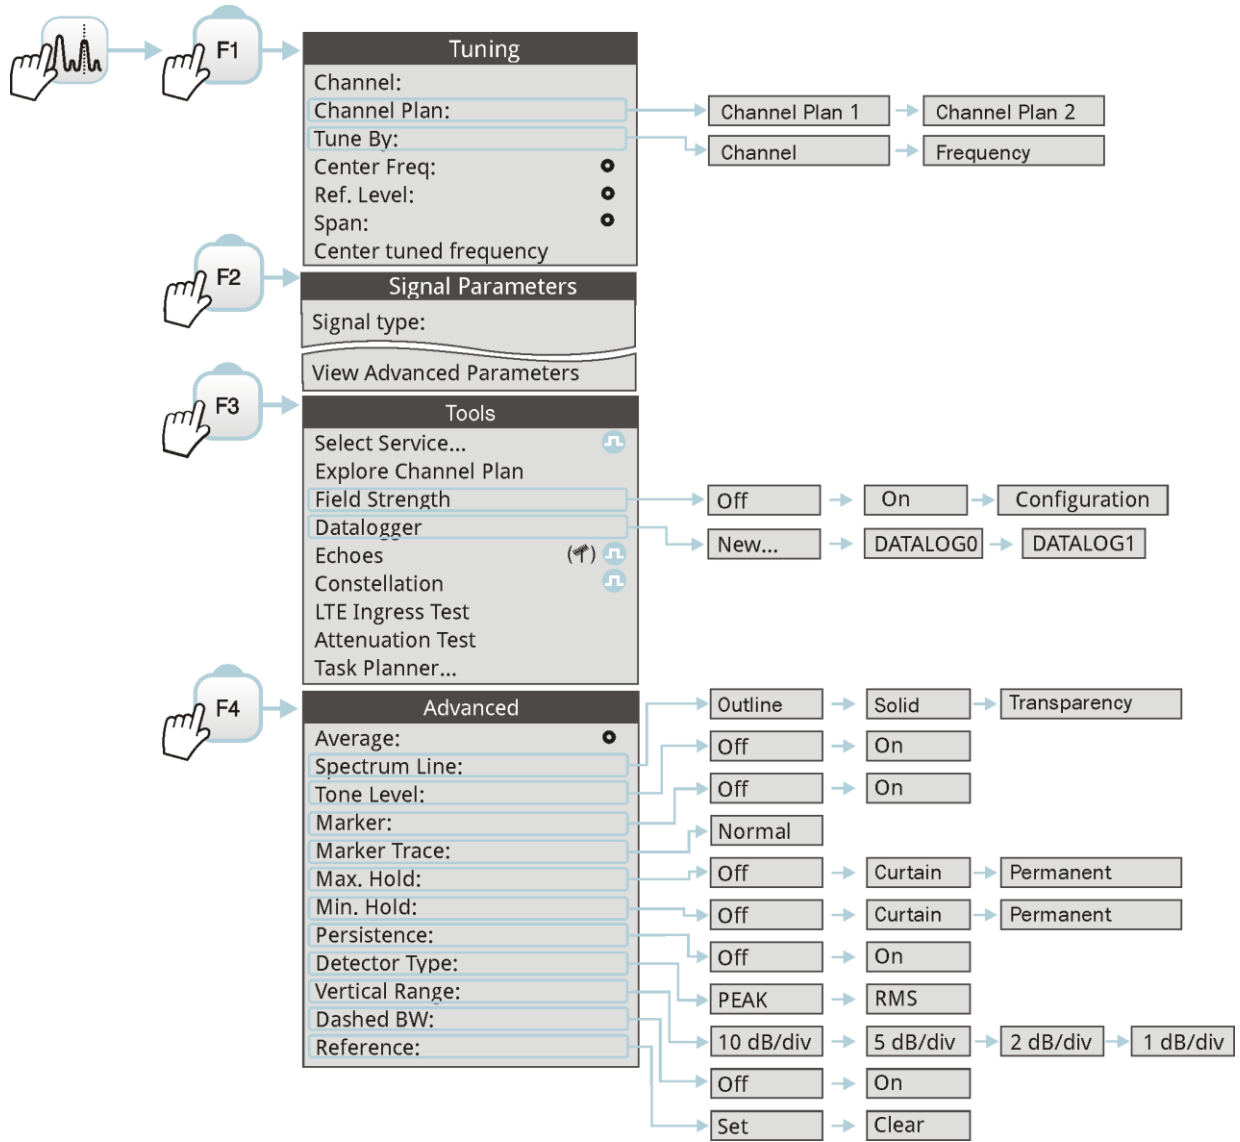 F1
Tuning
Channel:
Channel Plan:
Channel Plan 1
Channel Plan 2
Tune By:
Channel
Frequency
Center Freq:
Ref. Level:
Span:
Center tuned frequency
F2
Signal Parameters
Signal type:
View Advanced Parameters
F3
Tools
Select Service...
Explore Channel Plan
Field Strength
Off
On
Configuration
Datalogger
New...
DATALOG0
DATALOG1
Echoes
Constellation
LTE Ingress Test
Attenuation Test
Task Planner...
F4
Advanced
Average:
Spectrum Line:
Outline
Solid
Transparency
Tone Level:
Off
On
Marker:
Off
On
Marker Trace:
Normal
Max. Hold:
Off
Curtain
Permanent
Min. Hold:
Off
Curtain
Permanent
Persistence:
Off
On
Detector Type:
PEAK
RMS
Vertical Range:
10 dB/div
5 dB/div
2 dB/div
1 dB/div
Dashed BW:
Off
On
Reference:
Set
Clear